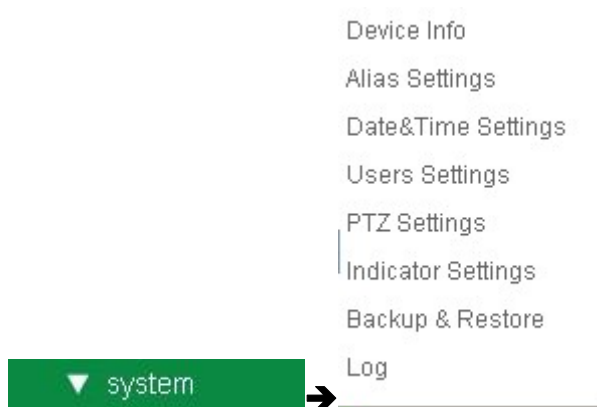 Device Info
Alias Settings
Date&Time Settings
Users Settings
PTZ Settings
Indicator Settings
Backup & Restore
Log
system